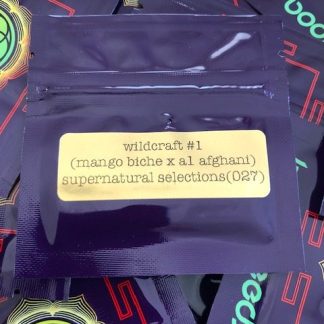 wildcraft #1
(mango biche x a1 afghani)
supernatural selections(027)